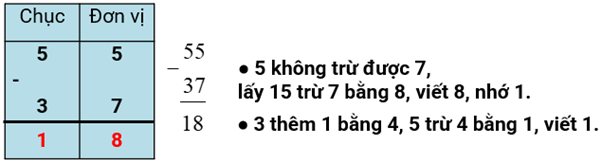 Chục Đơn vị
5 5
-
3 7
1 8
55
−
37
18
● 5 không trừ được 7,
lấy 15 trừ 7 bằng 8, viết 8, nhớ 1.
● 3 thêm 1 bằng 4, 5 trừ 4 bằng 1, viết 1.